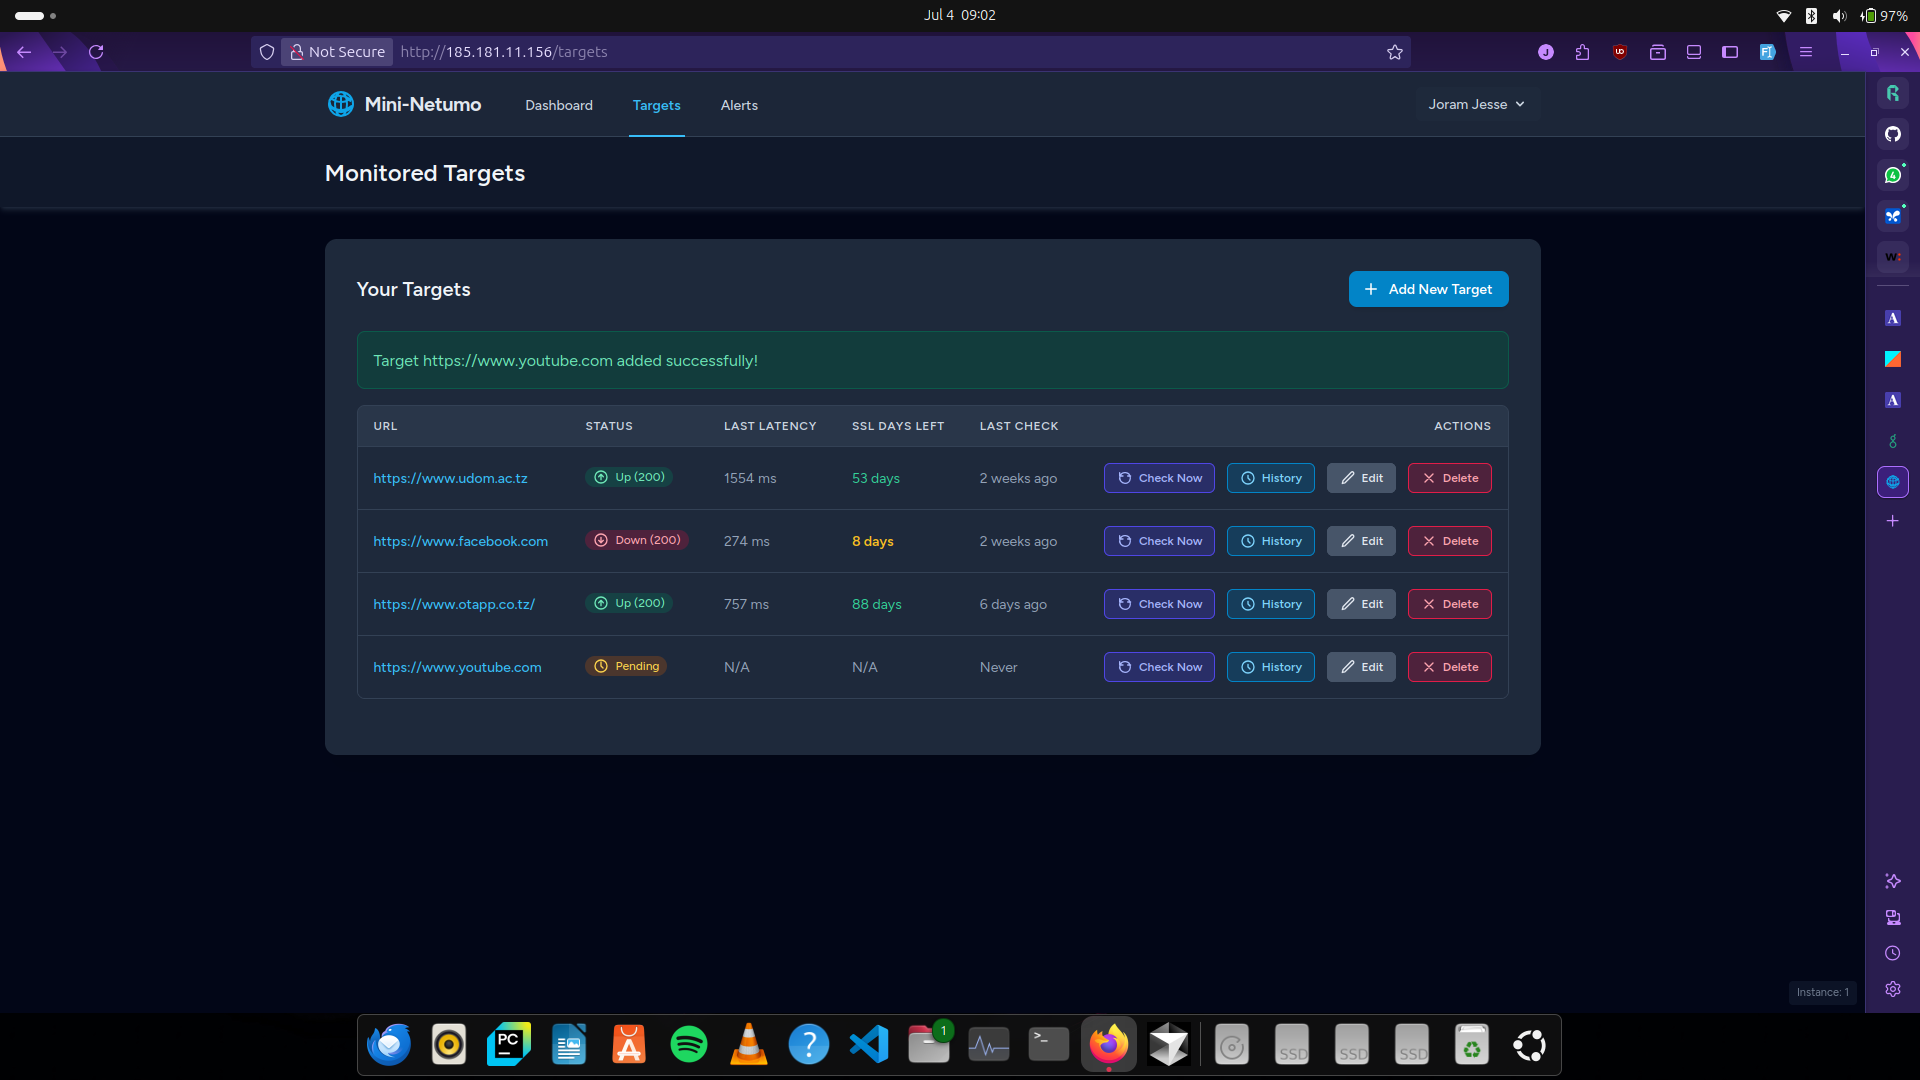 Jul 4 09:02
97%
Not Secure http://185.181.11.156/targets
J
UD
FT
Mini-Netumo Dashboard Targets Alerts Joram Jesse
Monitored Targets
Your Targets
Add New Target
Target https://www.youtube.com added successfully!
URL STATUS LAST LATENCY SSL DAYS LEFT LAST CHECK ACTIONS
https://www.udom.ac.tz Up (200) 1554 ms 53 days 2 weeks ago Check Now History Edit Delete
https://www.facebook.com Down (200) 274 ms 8 days 2 weeks ago Check Now History Edit Delete
https://www.otapp.co.tz/ Up (200) 757 ms 88 days 6 days ago Check Now History Edit Delete
https://www.youtube.com Pending N/A N/A Never Check Now History Edit Delete
4
A
A
Instance: 1
PC
1
>_
SSD
SSD
SSD